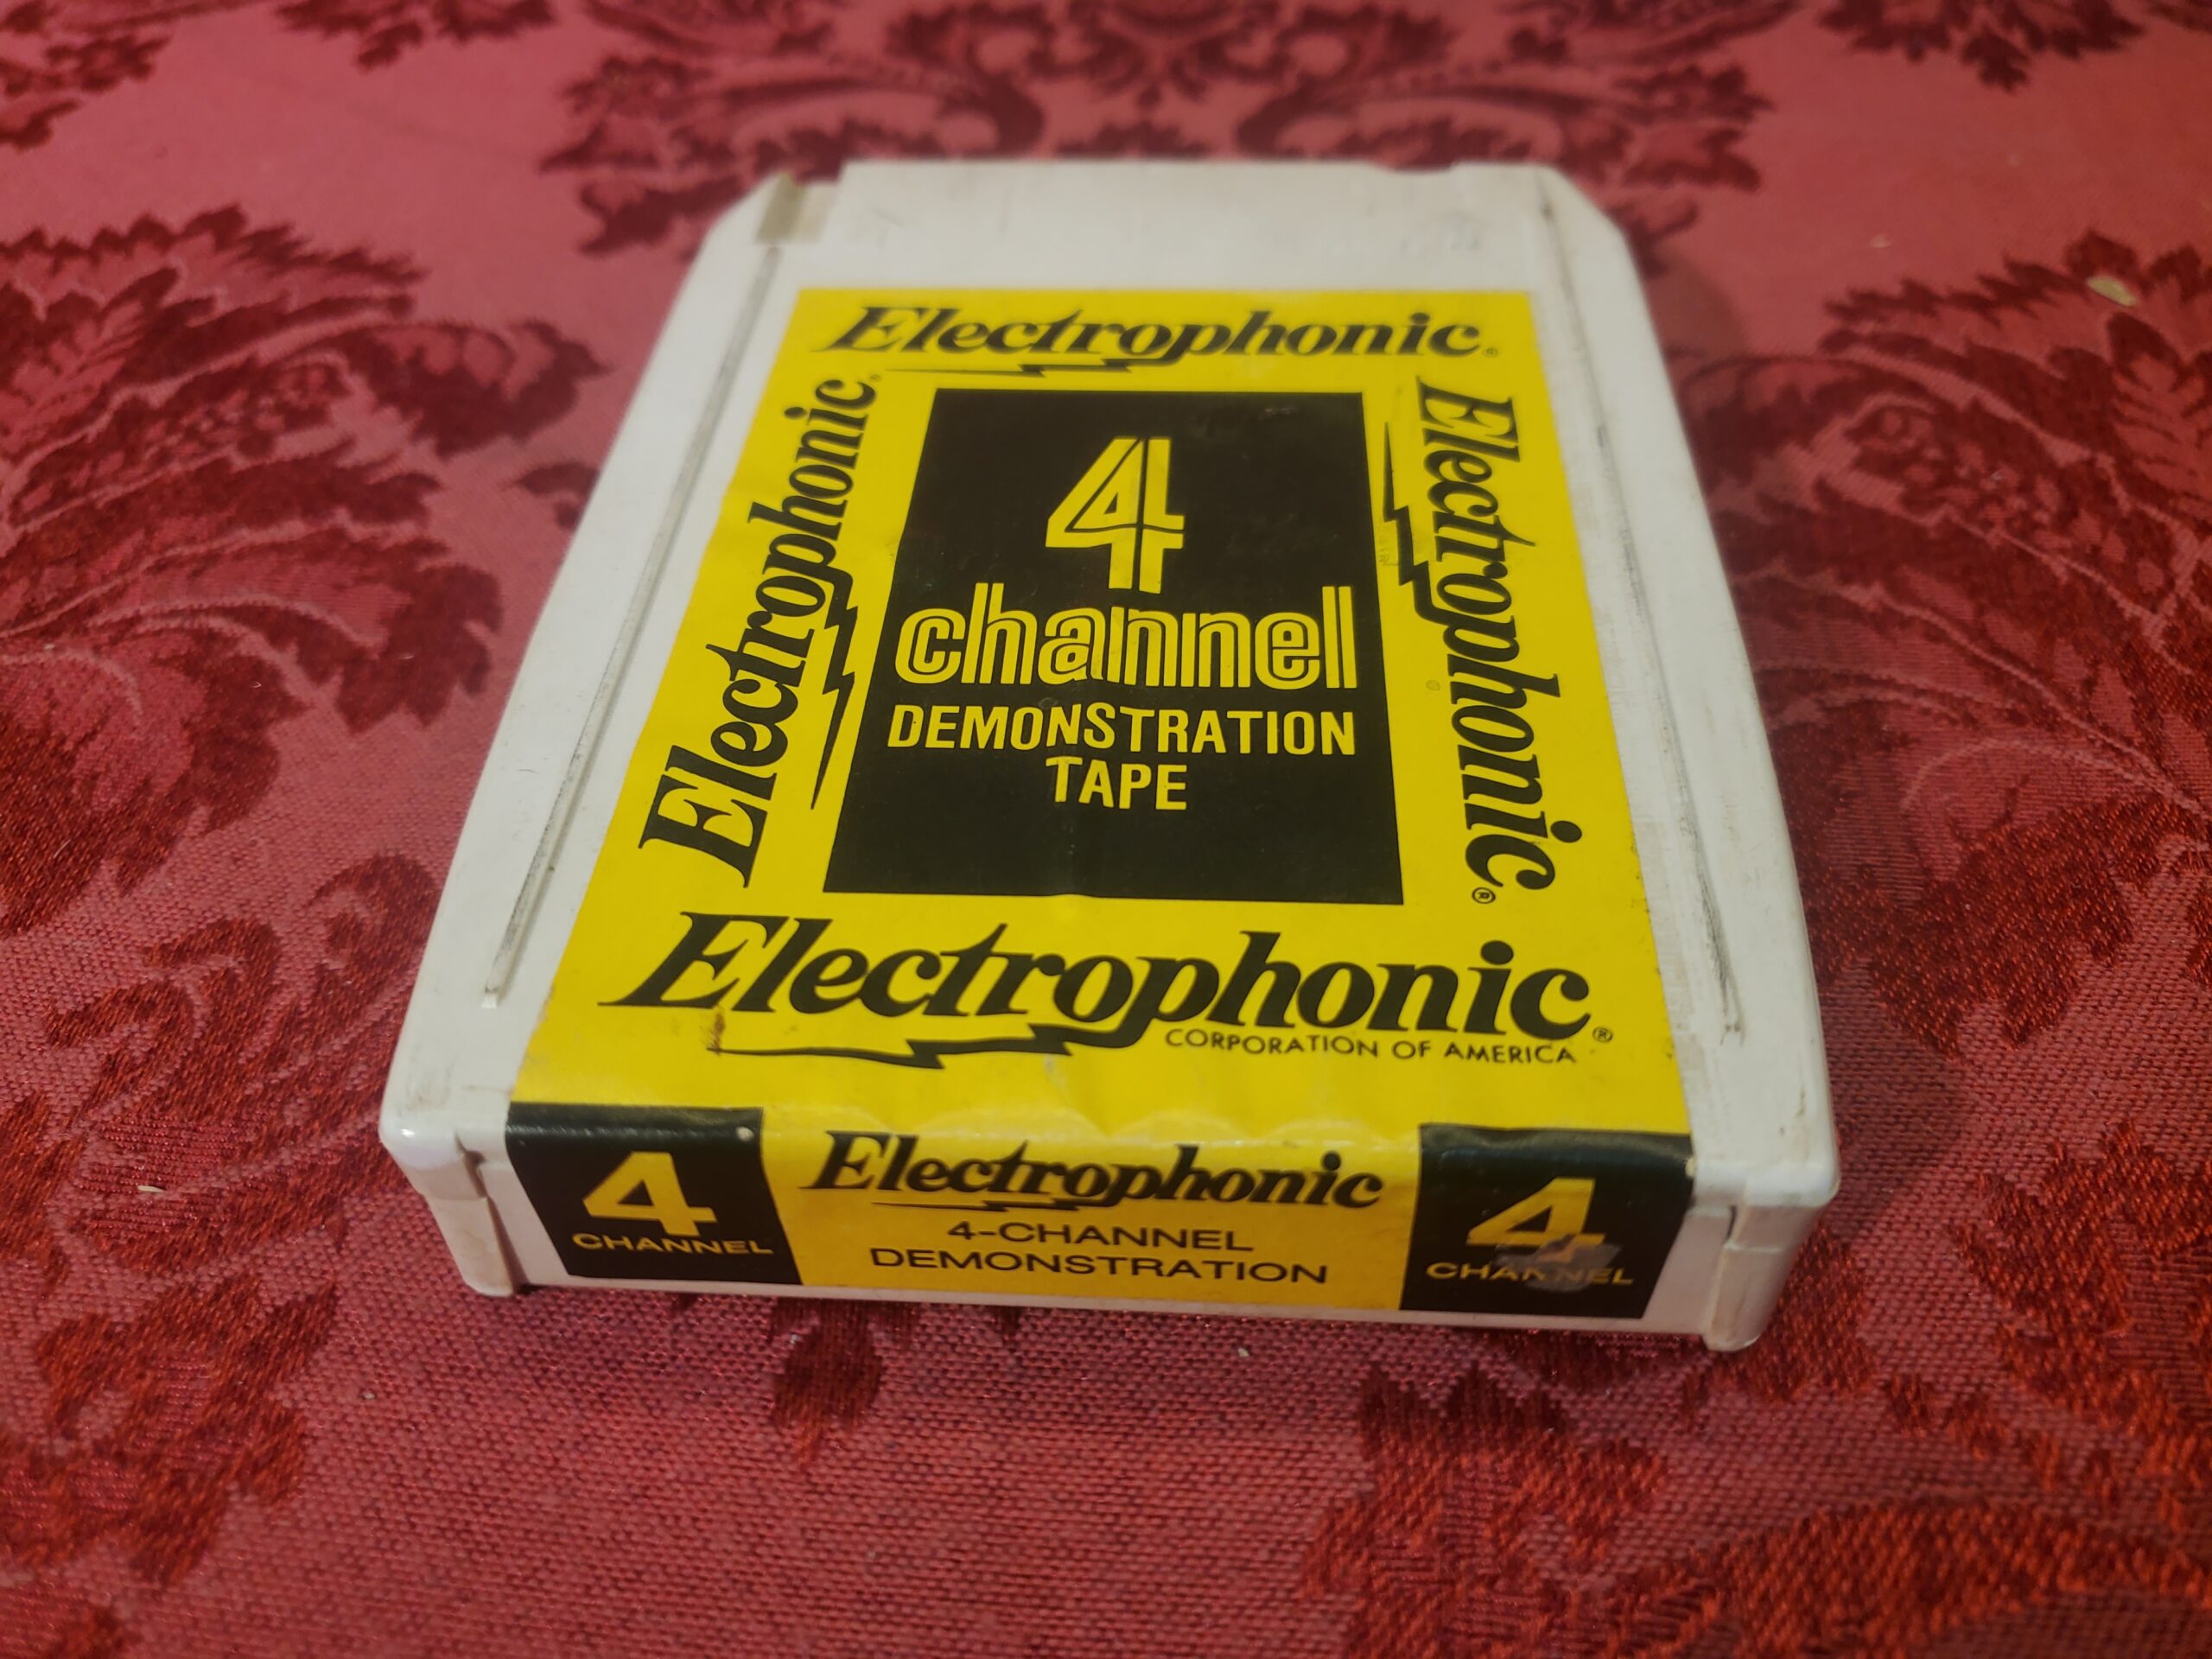 Electrophonic®
Electrophonic®
Electrophonic®
4
channel
DEMONSTRATION
TAPE
Electrophonic®
CORPORATION OF AMERICA
4
CHANNEL
Electrophonic
4-CHANNEL
DEMONSTRATION
4
CHANNEL